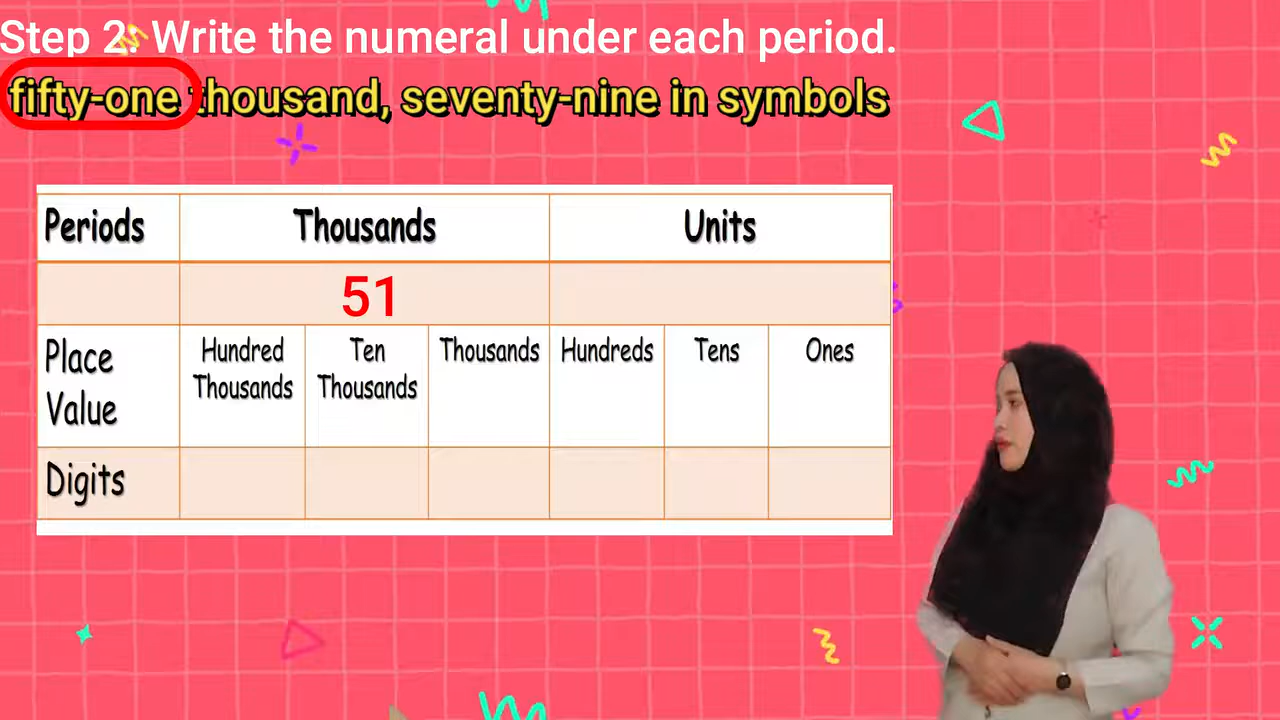 Step 2: Write the numeral under each period.
fifty-one thousand, seventy-nine in symbols
Periods Thousands Units
51
Place Value Hundred Thousands Ten Thousands Thousands Hundreds Tens Ones
Digits